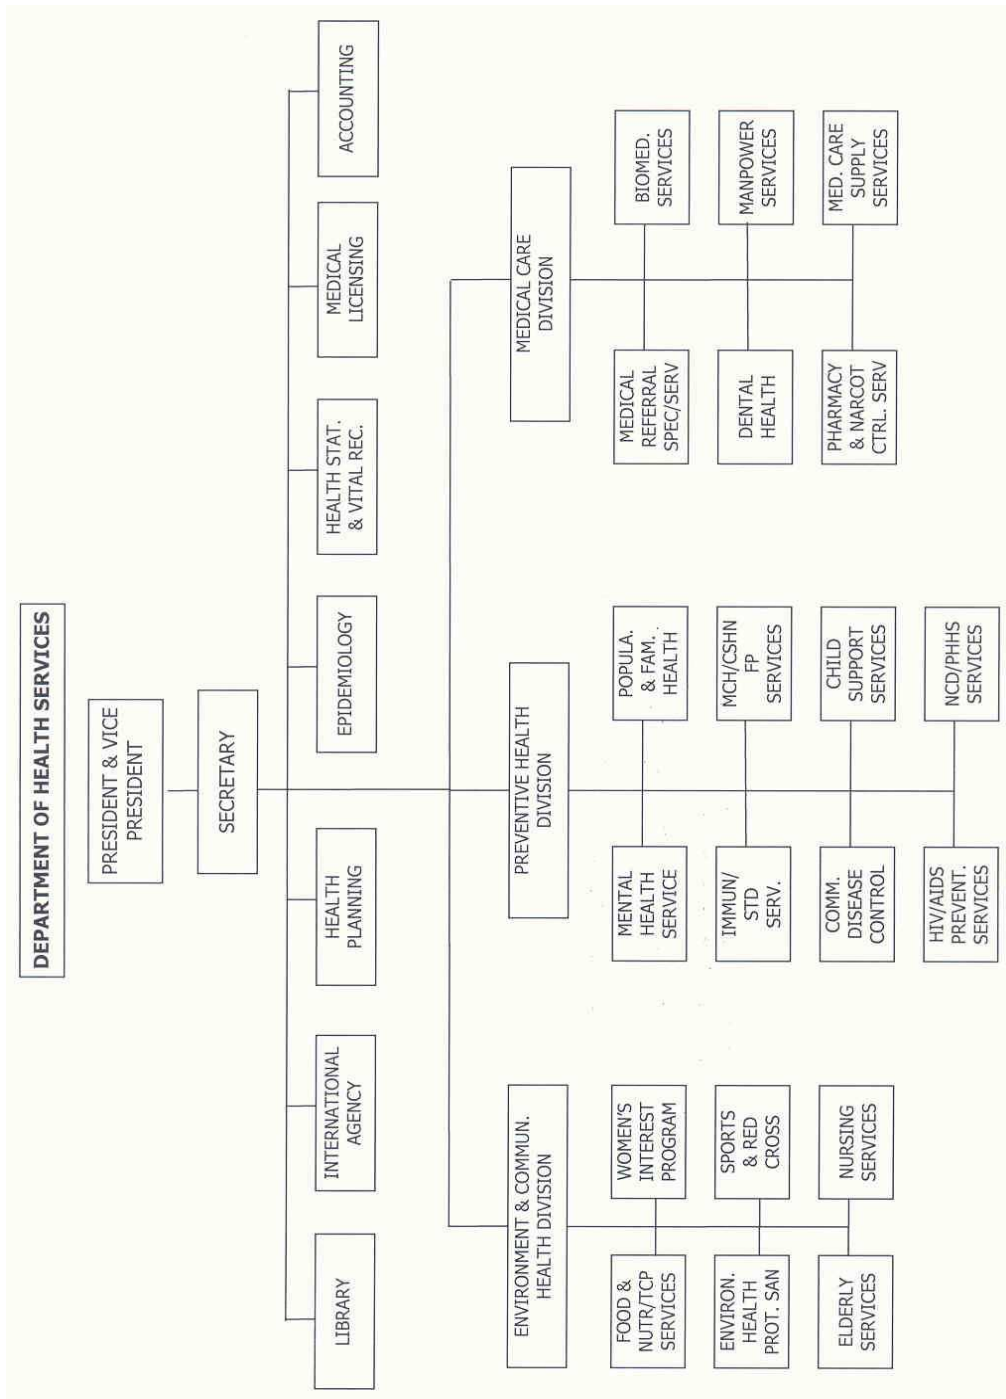 DEPARTMENT OF HEALTH SERVICES
PRESIDENT & VICE
PRESIDENT
SECRETARY
LIBRARY
INTERNATIONAL
AGENCY
HEALTH
PLANNING
EPIDEMIOLOGY
HEALTH STAT.
& VITAL REC.
MEDICAL
LICENSING
ACCOUNTING
ENVIRONMENT & COMMUN.
HEALTH DIVISION
FOOD &
NUTR/TCP
SERVICES
WOMEN'S
INTEREST
PROGRAM
ENVIRON.
HEALTH
PROT. SAN
SPORTS
& RED
CROSS
ELDERLY
SERVICES
NURSING
SERVICES
PREVENTIVE HEALTH
DIVISION
MENTAL
HEALTH
SERVICE
POPULA.
& FAM.
HEALTH
IMMUN/
STD
SERV.
MCH/CSHN
FP
SERVICES
COMM.
DISEASE
CONTROL
CHILD
SUPPORT
SERVICES
HIV/AIDS
PREVENT.
SERVICES
NCD/PHHS
SERVICES
MEDICAL CARE
DIVISION
MEDICAL
REFERRAL
SPEC/SERV
BIOMED.
SERVICES
DENTAL
HEALTH
MANPOWER
SERVICES
PHARMACY
& NARCOT
CTRL. SERV
MED. CARE
SUPPLY
SERVICES